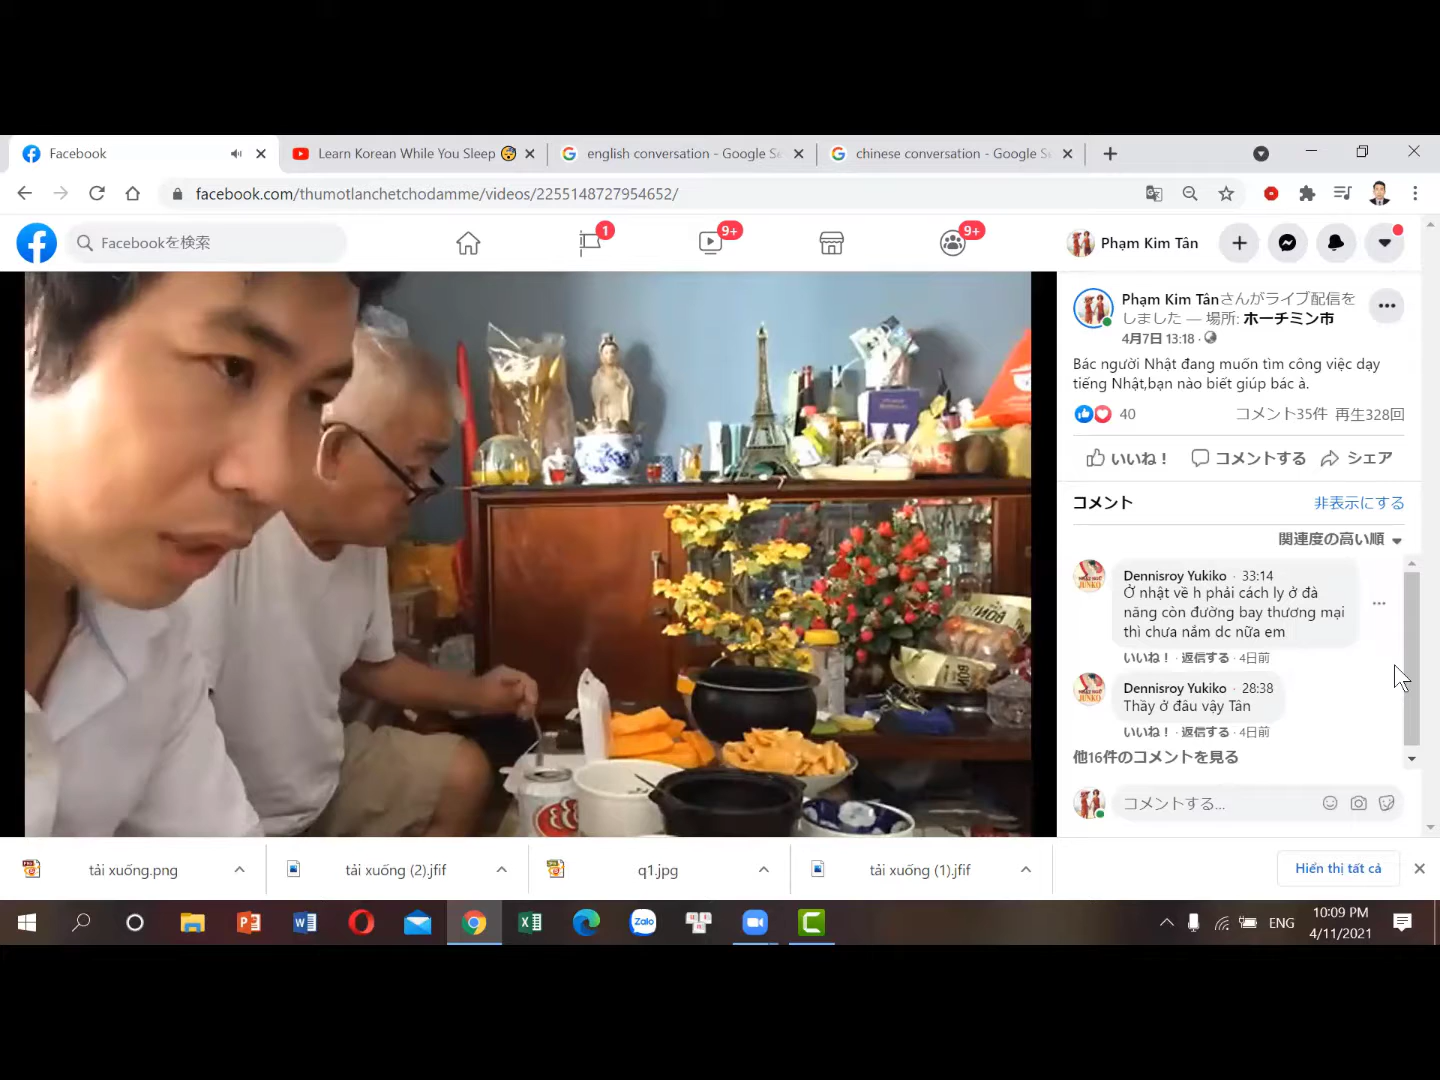 Facebook
Learn Korean While You Sleep
english conversation - Google Se
chinese conversation - Google Se
facebook.com/thumotlanchetchodamme/videos/2255148727954652/
Facebookを検索
1
9+
9+
Phạm Kim Tân
Phạm Kim Tânさんがライブ配信を
しました — 場所: ホーチミン市
4月7日 13:18 ·
Bác người Nhật đang muốn tìm công việc dạy
tiếng Nhật,bạn nào biết giúp bác ả.
40
コメント35件 再生328回
いいね！ コメントする シェア
コメント
非表示にする
関連度の高い順
Dennisroy Yukiko · 33:14
Ở nhật về h phải cách ly ở đà
nãng còn đường bay thương mại
thì chưa nắm dc nữa em
いいね！ · 返信する · 4日前
Dennisroy Yukiko · 28:38
Thầy ở đâu vậy Tân
いいね！ · 返信する · 4日前
他16件のコメントを見る
コメントする...
tải xuống.png
tải xuống (2).jfif
q1.jpg
tải xuống (1).jfif
Hiển thị tất cả
Zalo
ENG
10:09 PM
4/11/2021